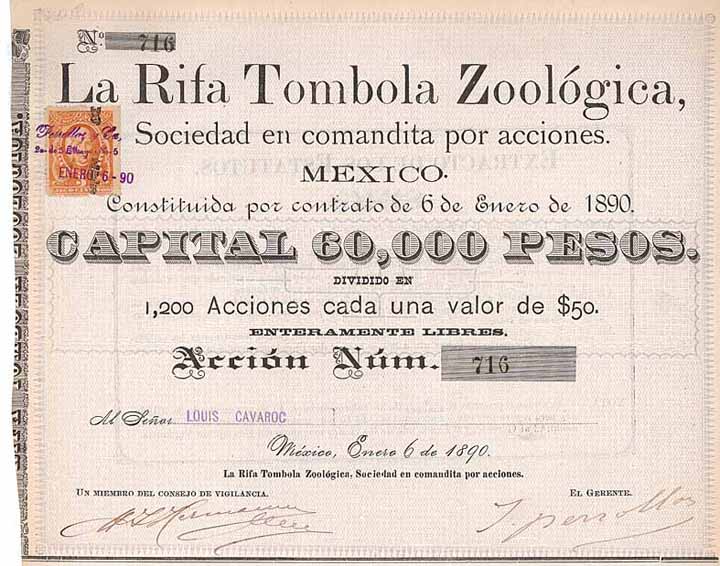 Nº 716
La Rifa Tombola Zoológica,
Sociedad en comandita por acciones.
MEXICO.
Constituida por contrato de 6 de Enero de 1890.
CAPITAL 60,000 PESOS.
DIVIDIDO EN
1,200 Acciones cada una valor de $50.
ENTERAMENTE LIBRES.
Acción Núm. 716
Al Señor LOUIS CAVAROC
México, Enero 6 de 1890.
La Rifa Tombola Zoológica, Sociedad en comandita por acciones.
UN MIEMBRO DEL CONSEJO DE VIGILANCIA. EL GERENTE.
ENERO 6-90